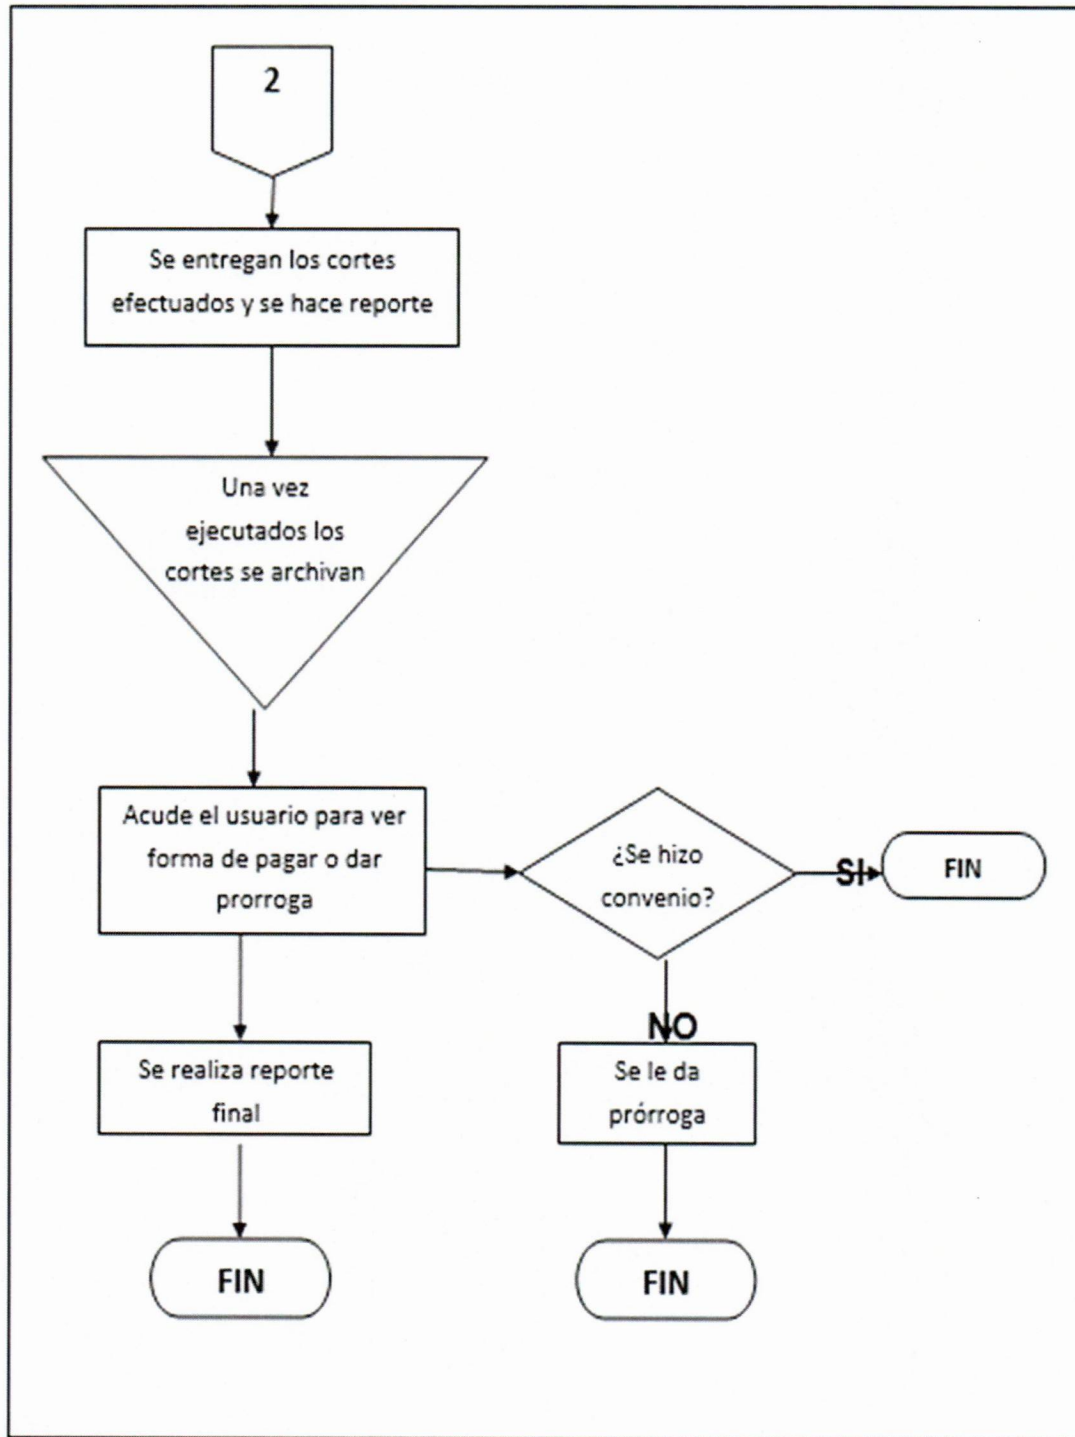 2
Se entregan los cortes
efectuados y se hace reporte
Una vez
ejecutados los
cortes se archivan
Acude el usuario para ver
forma de pagar o dar
prorroga
¿Se hizo
convenio?
SI
FIN
NO
Se realiza reporte
final
Se le da
prórroga
FIN
FIN